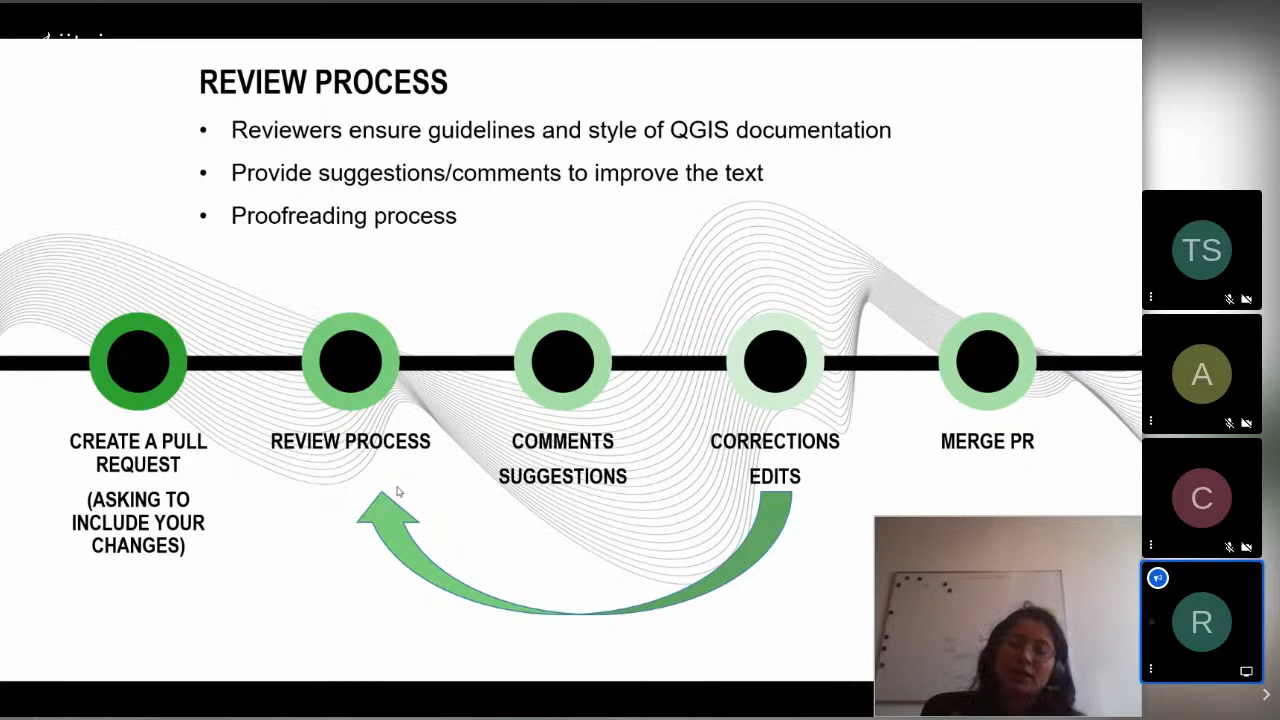 REVIEW PROCESS
• Reviewers ensure guidelines and style of QGIS documentation
• Provide suggestions/comments to improve the text
• Proofreading process
CREATE A PULL
REQUEST
(ASKING TO
INCLUDE YOUR
CHANGES)
REVIEW PROCESS
COMMENTS
SUGGESTIONS
CORRECTIONS
EDITS
MERGE PR
TS
A
C
R